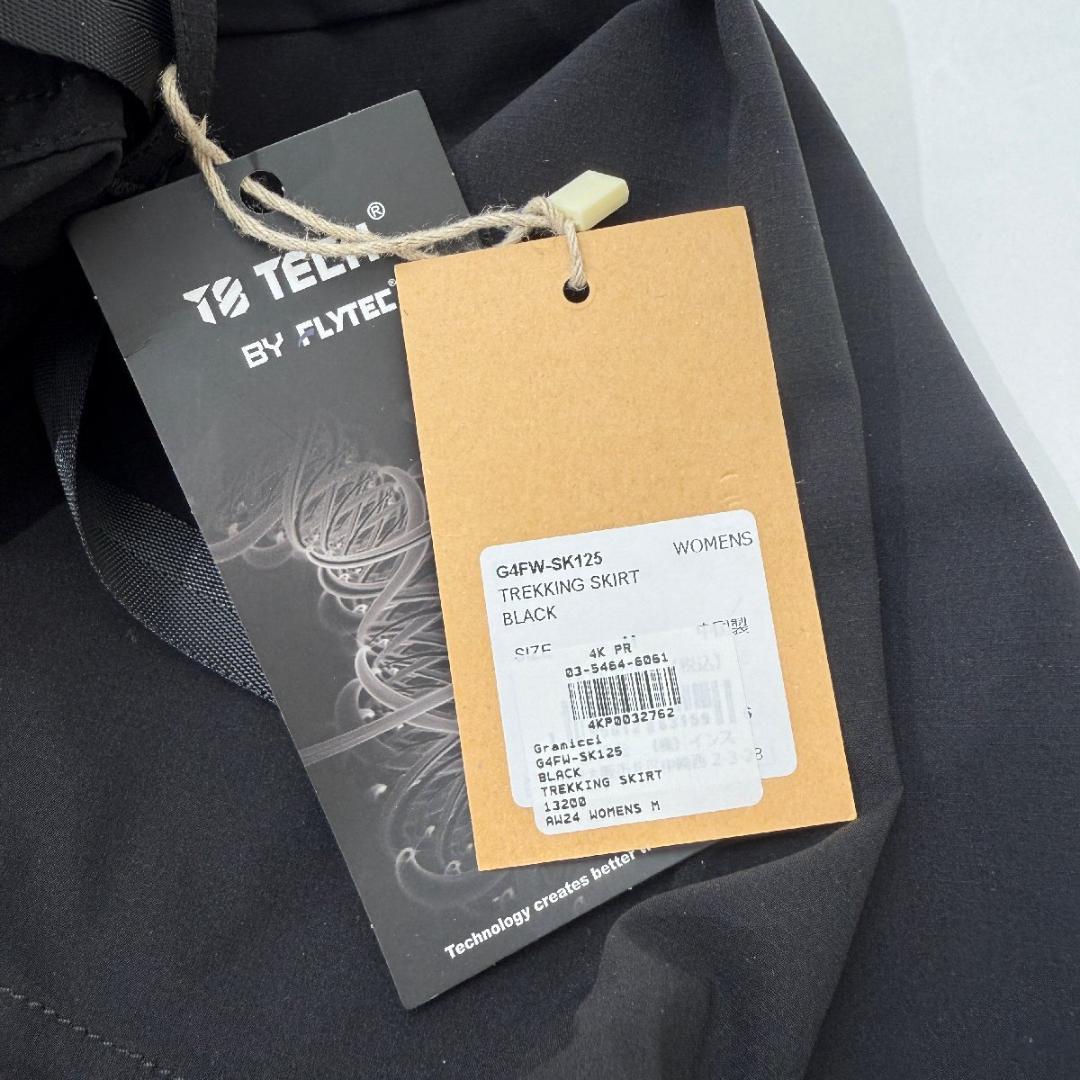 TS TECH®
BY FLYTEC®
Technology creates better
G4FW-SK125 WOMENS
TREKKING SKIRT
BLACK
SIZE
4K PR
03-5464-6061
4KP0032762
Gramicci
G4FW-SK125
BLACK
TREKKING SKIRT
13200
AW24 WOMENS M